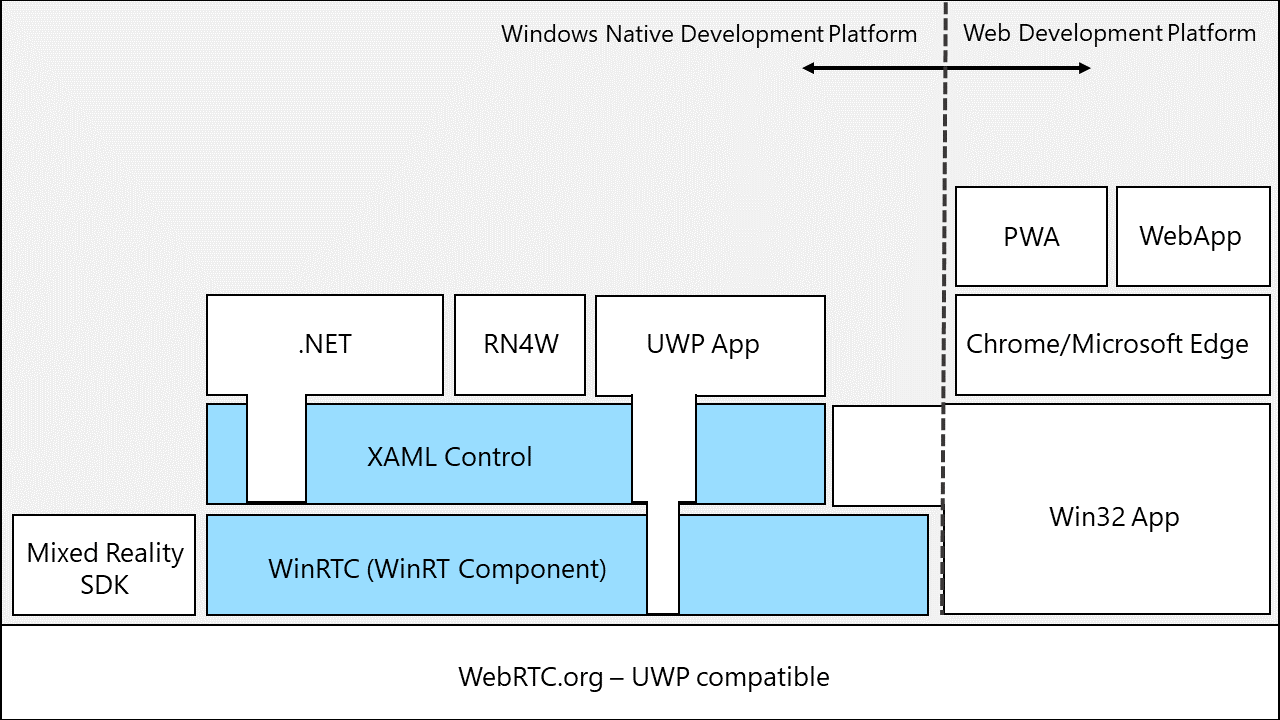 Windows Native Development Platform
Web Development Platform
PWA
WebApp
.NET
RN4W
UWP App
Chrome/Microsoft Edge
XAML Control
Win32 App
Mixed Reality
SDK
WinRTC (WinRT Component)
WebRTC.org – UWP compatible